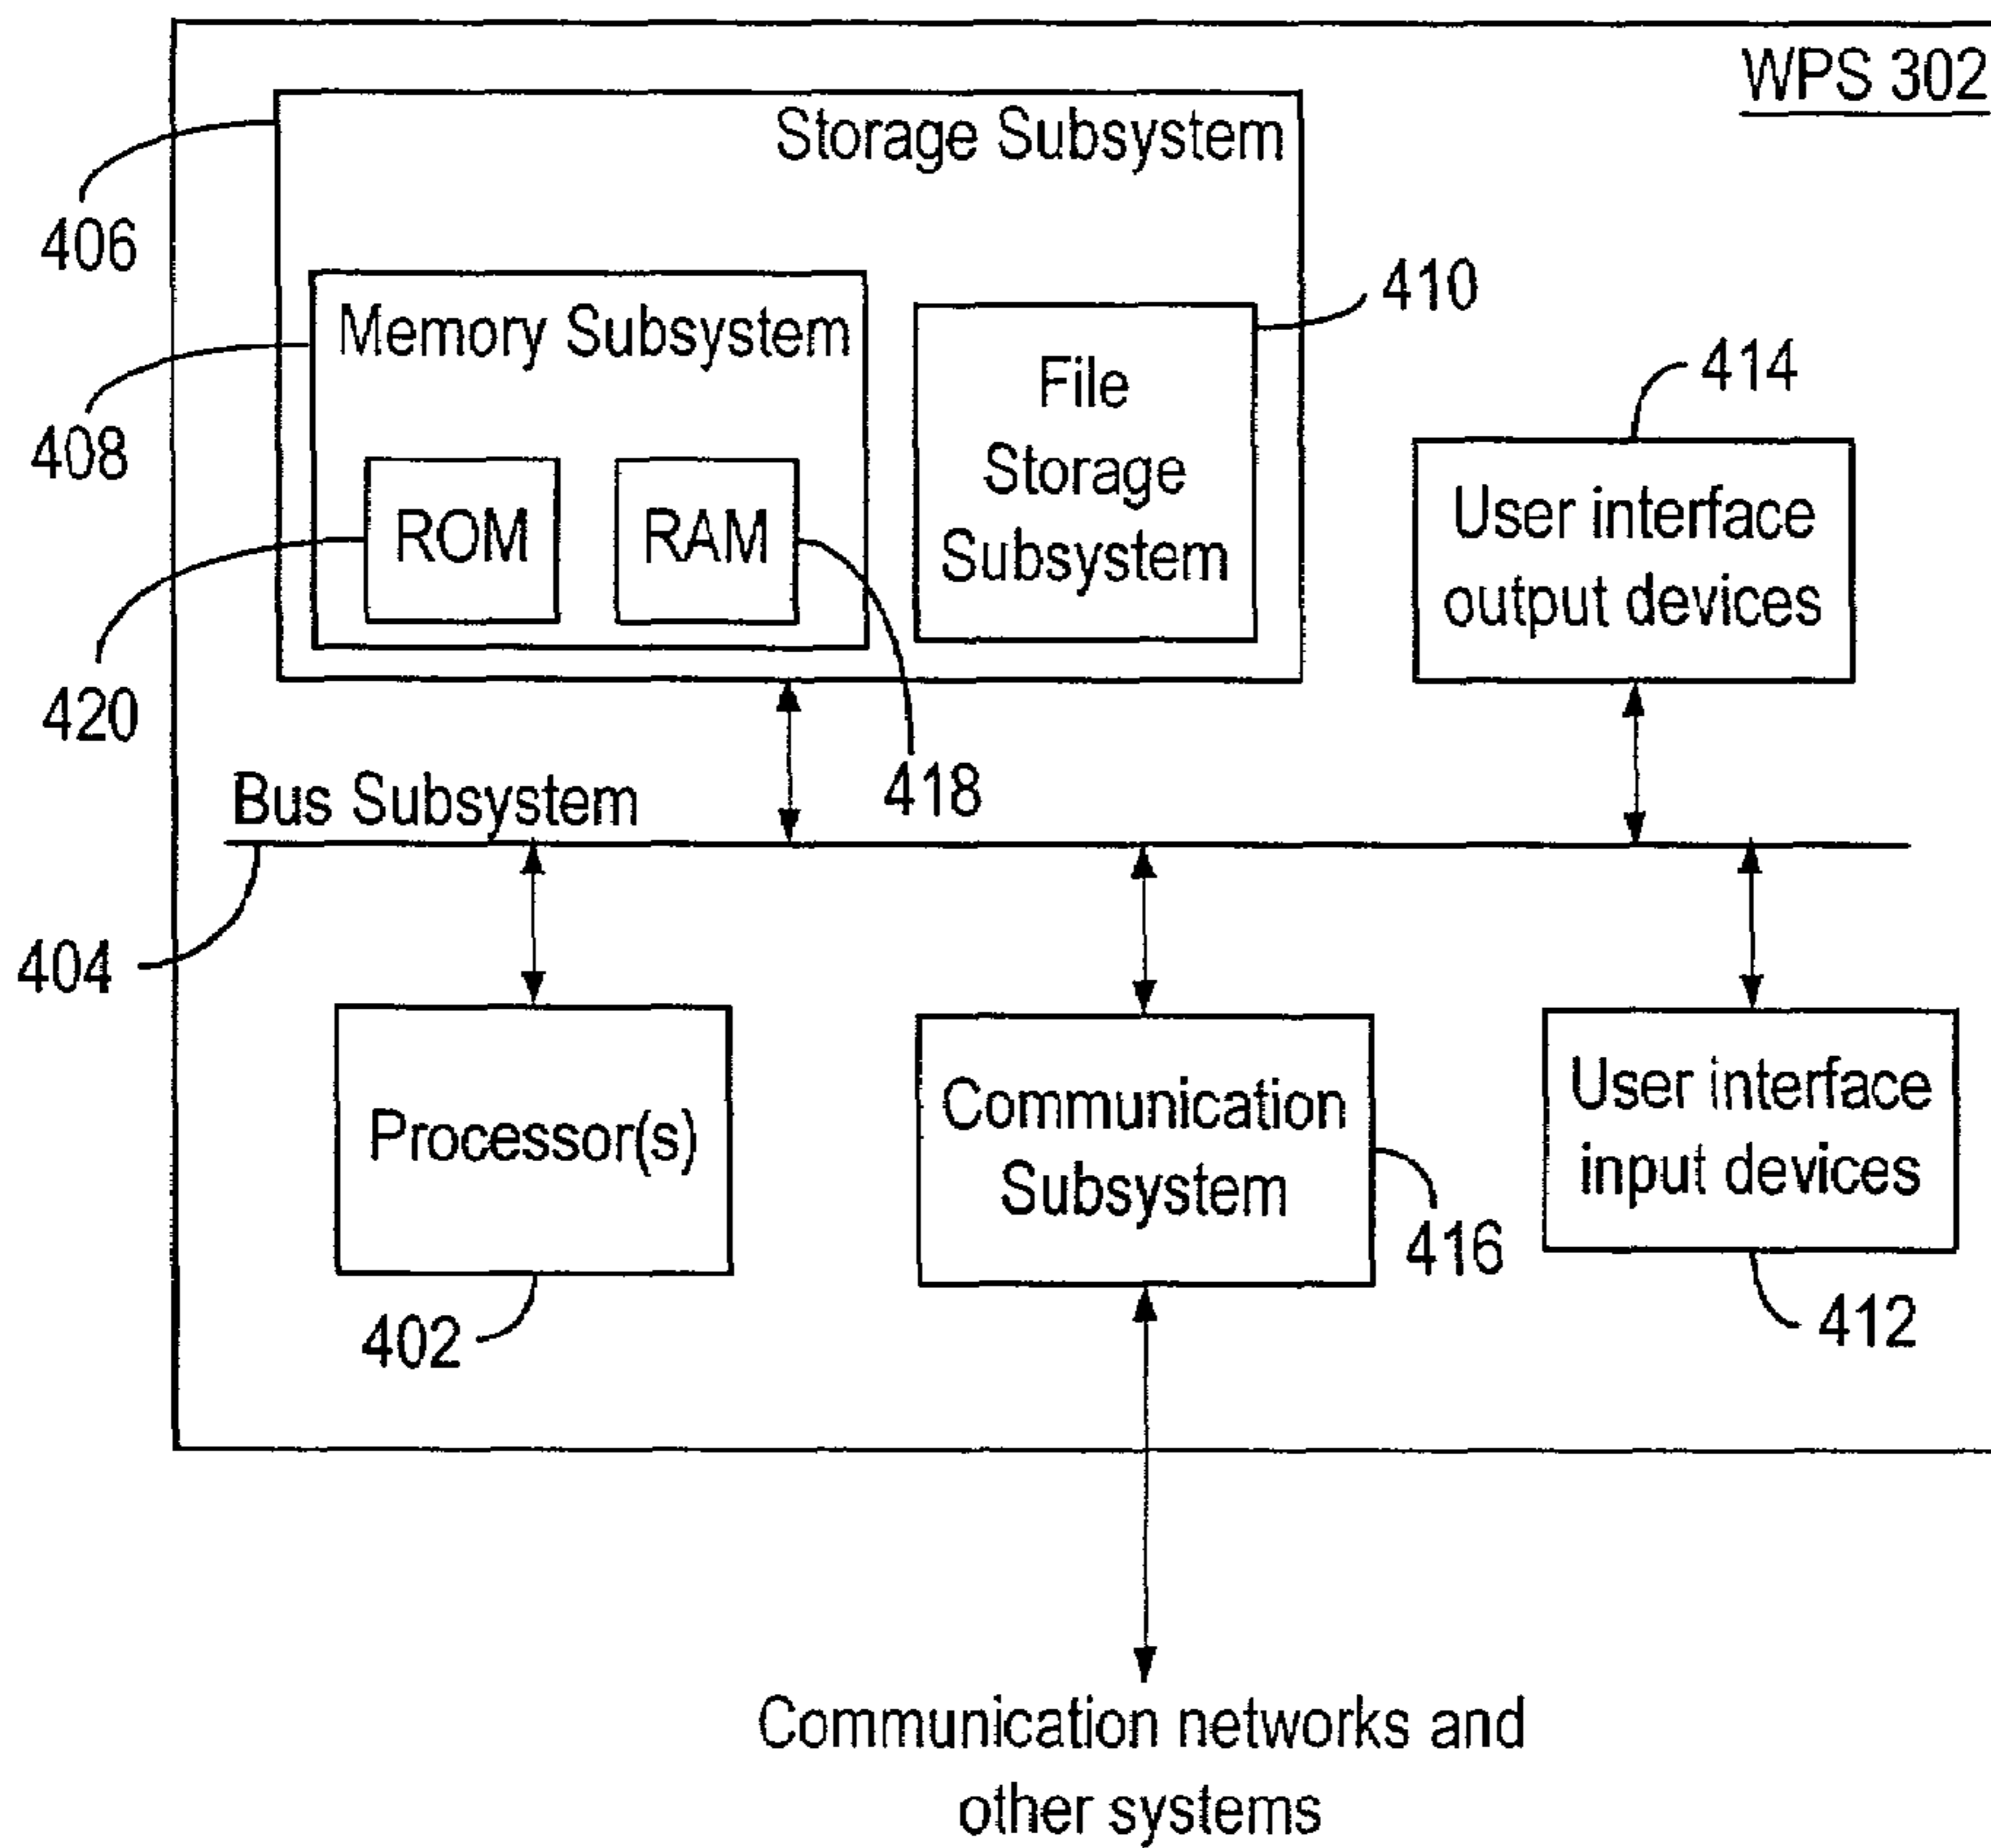 WPS 302
Storage Subsystem
406
410
Memory Subsystem
File
Storage
Subsystem
414
408
ROM
RAM
User interface
output devices
420
418
Bus Subsystem
404
Processor(s)
Communication
Subsystem
User interface
input devices
416
402
412
Communication networks and
other systems